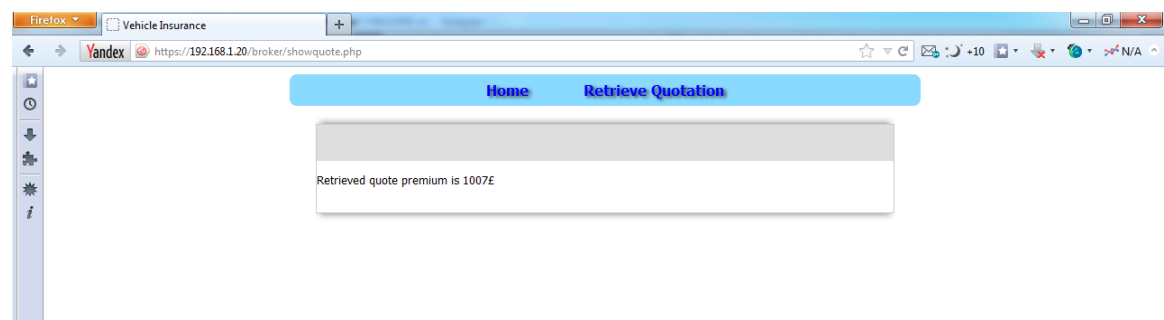 Firefox
Vehicle Insurance
Yandex https://192.168.1.20/broker/showquote.php
+10
N/A
Home Retrieve Quotation
Retrieved quote premium is 1007£